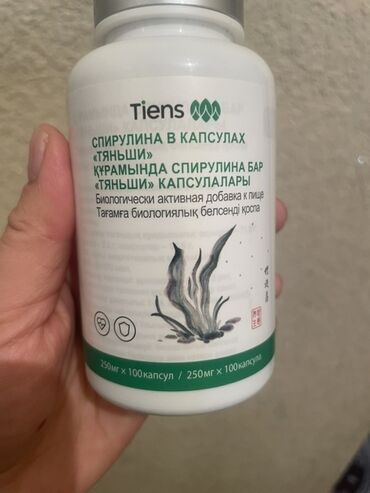 Tiens
СПИРУЛИНА В КАПСУЛАХ
«ТЯНЬШИ»
ҚҰРАМЫНДА СПИРУЛИНА БАР
«ТЯНЬШИ» КАПСУЛАЛАРЫ
Биологически активная добавка к пище
Тағамға биологиялық белсенді қоспа
250мг × 100капсул / 250мг × 100капсула